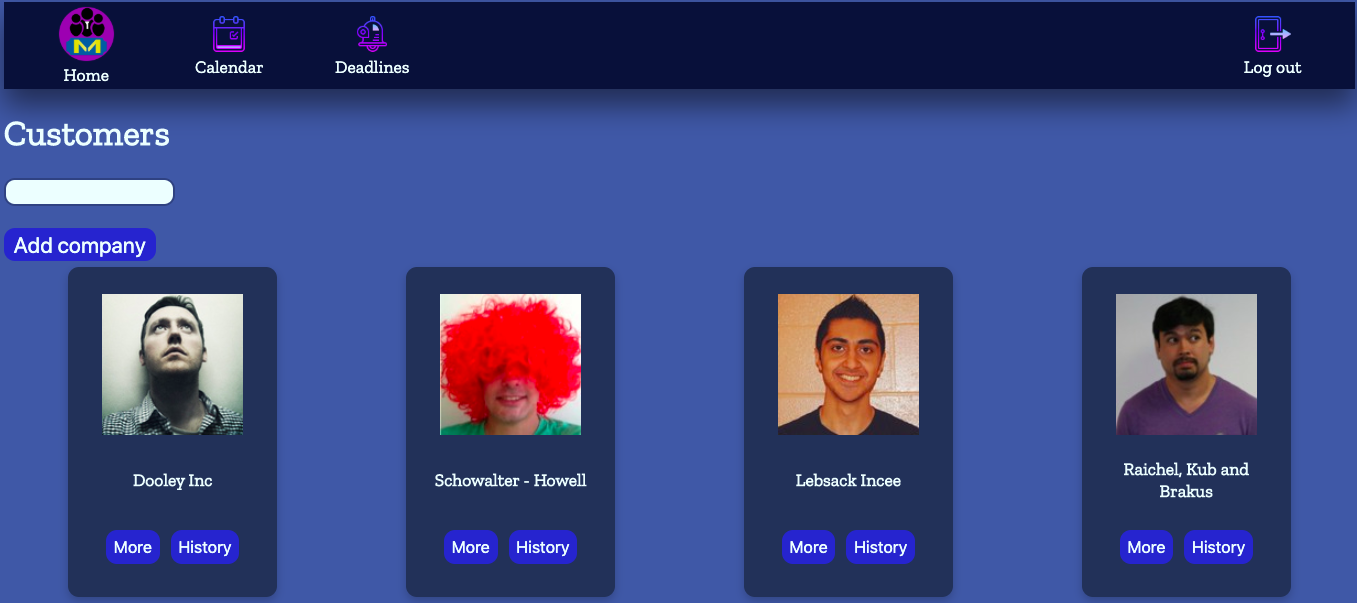 Home
Calendar
Deadlines
Log out
Customers
Add company
Dooley Inc
Schowalter - Howell
Lebsack Incee
Raichel, Kub and
Brakus
More
History
More
History
More
History
More
History